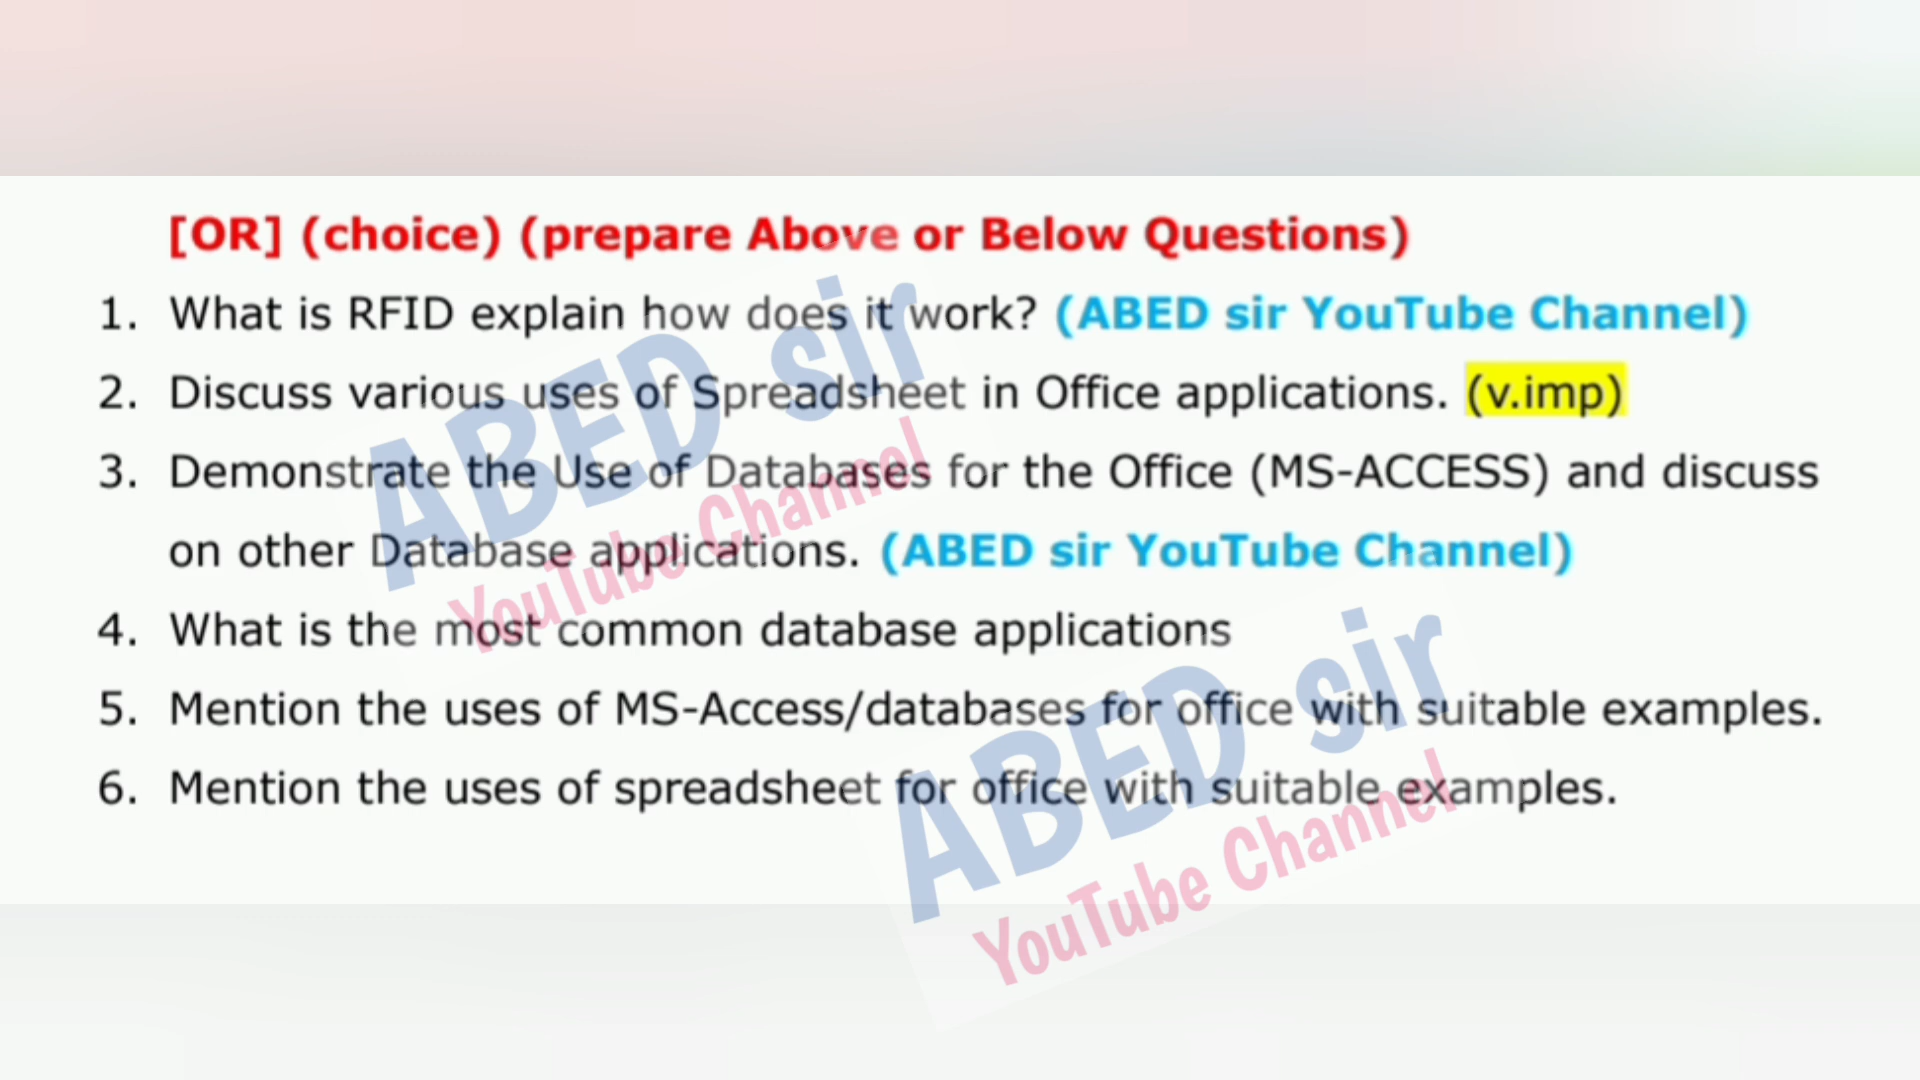 [OR] (choice) (prepare Above or Below Questions)
1. What is RFID explain how does it work? (ABED sir YouTube Channel)
2. Discuss various uses of Spreadsheet in Office applications. (v.imp)
3. Demonstrate the Use of Databases for the Office (MS-ACCESS) and discuss
on other Database applications. (ABED sir YouTube Channel)
4. What is the most common database applications
5. Mention the uses of MS-Access/databases for office with suitable examples.
6. Mention the uses of spreadsheet for office with suitable examples.
ABED sir
YouTube Channel
ABED sir
YouTube Channel